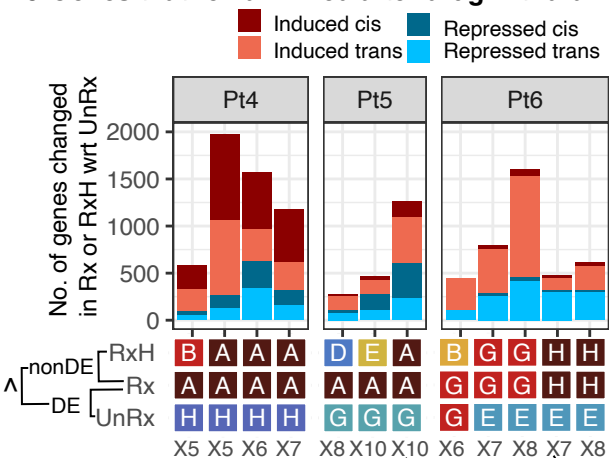 Induced cis
Repressed cis
Induced trans
Repressed trans
Pt4
Pt5
Pt6
No. of genes changed
in Rx or RxH wrt UnRx
2000
1500
1000
500
0
RxH B A A A D E A B G G H H
nonDE
Rx A A A A A A A G G G H H
^
DE
UnRx H H H H G G G G E E E E
X5 X5 X6 X7 X8 X10 X10 X6 X7 X8 X7 X8